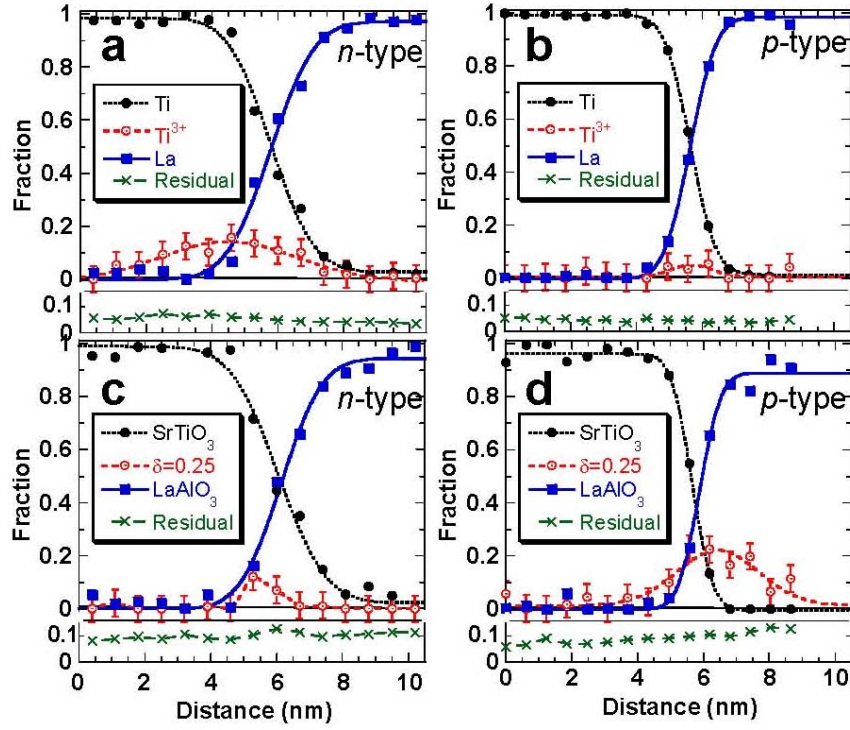 a
n-type
Ti
Ti³⁺
La
Residual
Fraction
1
0.8
0.6
0.4
0.2
0
0.1
0
b
p-type
Ti
Ti³⁺
La
Residual
1
0.8
0.6
0.4
0.2
0
0.1
0
c
n-type
SrTiO₃
δ=0.25
LaAlO₃
Residual
Fraction
1
0.8
0.6
0.4
0.2
0
0.1
0
0 2 4 6 8 10
Distance (nm)
d
p-type
SrTiO₃
δ=0.25
LaAlO₃
Residual
Fraction
1
0.8
0.6
0.4
0.2
0
0.1
0
0 2 4 6 8 10
Distance (nm)